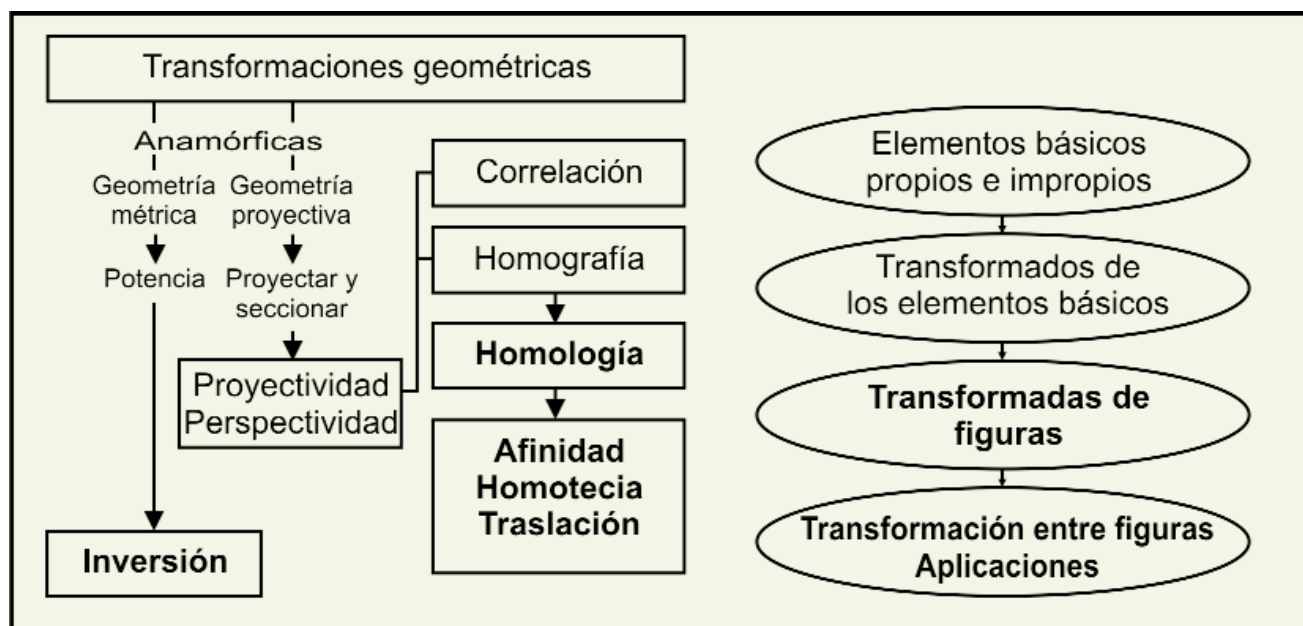 Transformaciones geométricas
Anamórficas
Geometría
métrica
Geometría
proyectiva
Potencia
Proyectar y
seccionar
Proyectividad
Perspectividad
Inversión
Correlación
Homografía
Homología
Afinidad
Homotecia
Traslación
Elementos básicos
propios e impropios
Transformados de
los elementos básicos
Transformadas de
figuras
Transformación entre figuras
Aplicaciones